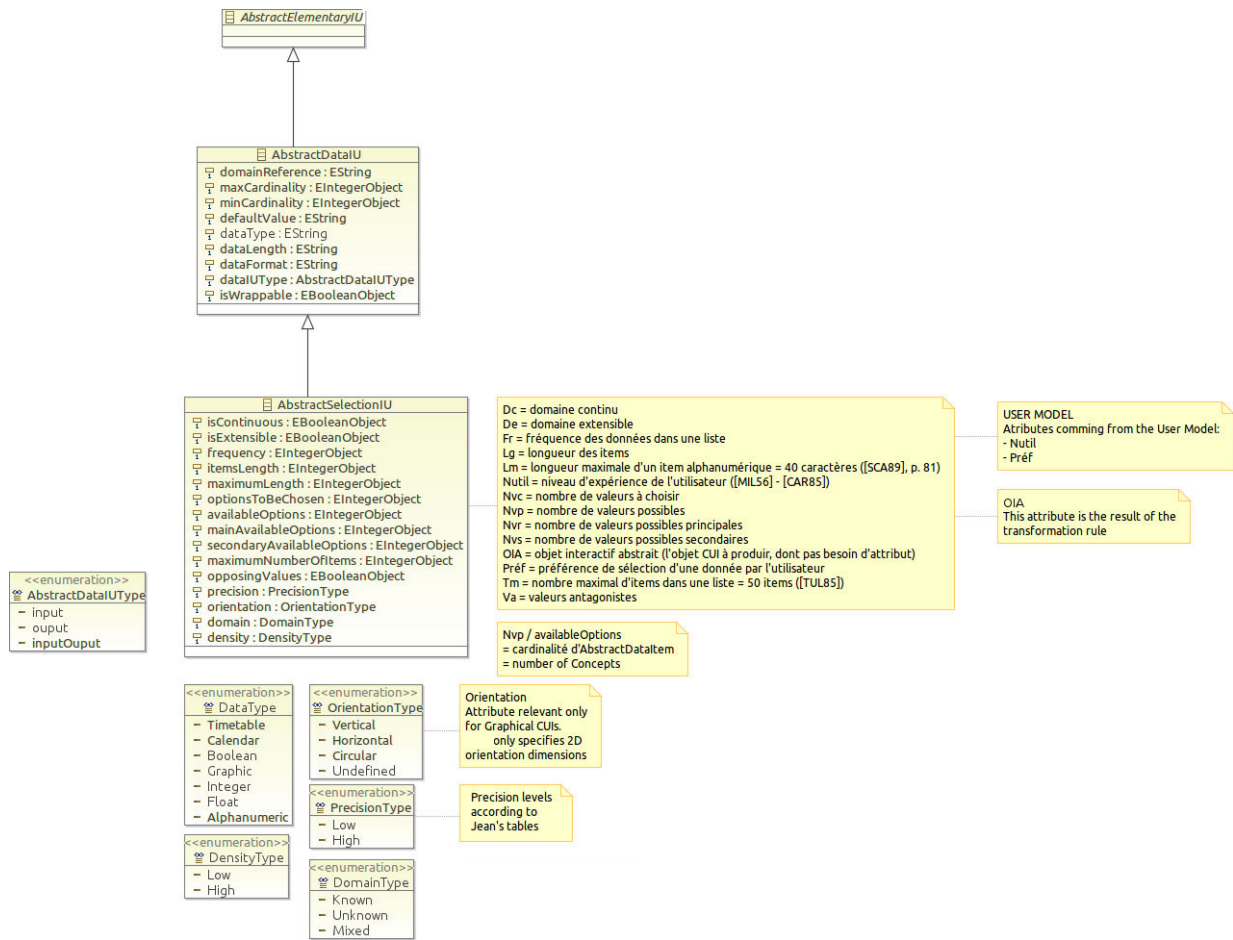 AbstractElementaryIU
AbstractDataIU
domainReference : EString
maxCardinality : EIntegerObject
minCardinality : EIntegerObject
defaultValue : EString
dataType : EString
dataLength : EString
dataFormat : EString
dataIUType : AbstractDataIUType
isWrappable : EBooleanObject
AbstractSelectionIU
isContinuous : EBooleanObject
isExtensible : EBooleanObject
frequency : EIntegerObject
itemsLength : EIntegerObject
maximumLength : EIntegerObject
optionsToBeChosen : EIntegerObject
availableOptions : EIntegerObject
mainAvailableOptions : EIntegerObject
secondaryAvailableOptions : EIntegerObject
maximumNumberOfItems : EIntegerObject
opposingValues : EBooleanObject
precision : PrecisionType
orientation : OrientationType
domain : DomainType
density : DensityType
Dc = domaine continu
De = domaine extensible
Fr = fréquence des données dans une liste
Lg = longueur des items
Lm = longueur maximale d'un item alphanumérique = 40 caractères ([SCA89], p. 81)
Nutil = niveau d'expérience de l'utilisateur ([MIL56] - [CAR85])
Nvc = nombre de valeurs à choisir
Nvp = nombre de valeurs possibles
Nvr = nombre de valeurs possibles principales
Nvs = nombre de valeurs possibles secondaires
OIA = objet interactif abstrait (l'objet CUI à produire, dont pas besoin d'attribut)
Préf = préférence de sélection d'une donnée par l'utilisateur
Tm = nombre maximal d'items dans une liste = 50 items ([TUL85])
Va = valeurs antagonistes
USER MODEL
Atributes comming from the User Model:
- Nutil
- Préf
OIA
This attribute is the result of the
transformation rule
<<enumeration>>
AbstractDataIUType
input
ouput
inputOuput
Nvp / availableOptions
= cardinalité d'AbstractDataItem
= number of Concepts
<<enumeration>>
DataType
Timetable
Calendar
Boolean
Graphic
Integer
Float
Alphanumeric
<<enumeration>>
OrientationType
Vertical
Horizontal
Circular
Undefined
Orientation
Attribute relevant only
for Graphical CUIs.
only specifies 2D
orientation dimensions
<<enumeration>>
PrecisionType
Low
High
Precision levels
according to
Jean's tables
<<enumeration>>
DensityType
Low
High
<<enumeration>>
DomainType
Known
Unknown
Mixed